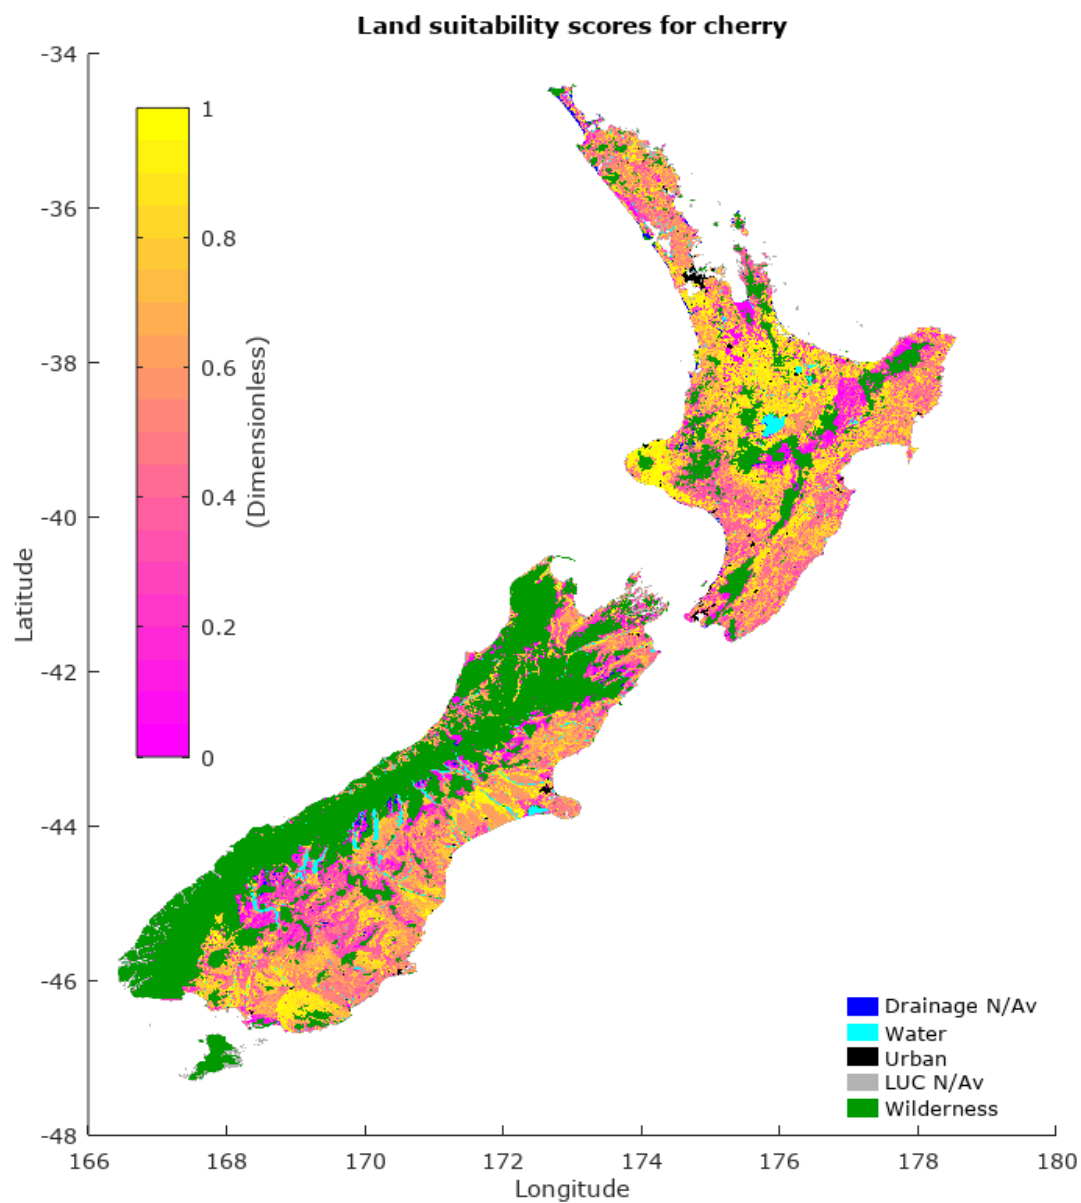 Land suitability scores for cherry
-34
-36
-38
-40
-42
-44
-46
-48
Latitude
1
0.8
0.6
0.4
0.2
0
(Dimensionless)
Drainage N/Av
Water
Urban
LUC N/Av
Wilderness
166
168
170
172
174
176
178
180
Longitude